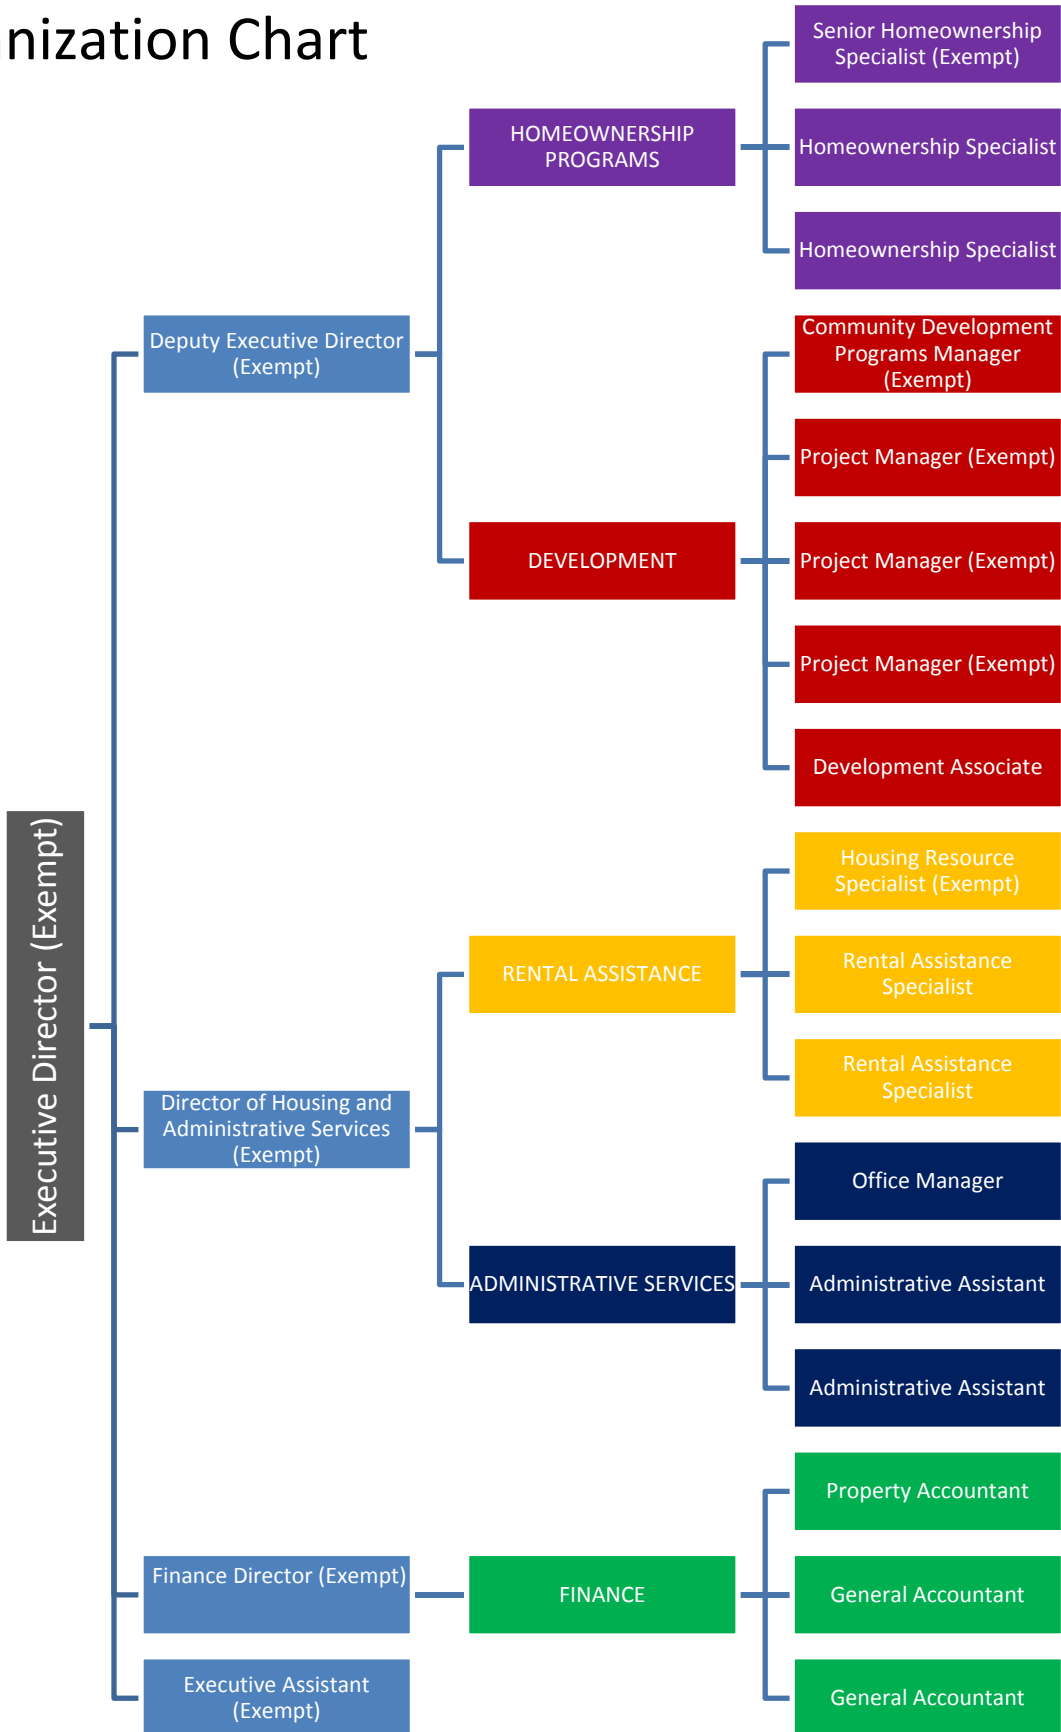 nization Chart
Senior Homeownership
Specialist (Exempt)
HOMEOWNERSHIP
PROGRAMS
Homeownership Specialist
Homeownership Specialist
Deputy Executive Director
(Exempt)
Community Development
Programs Manager
(Exempt)
Project Manager (Exempt)
DEVELOPMENT
Project Manager (Exempt)
Project Manager (Exempt)
Development Associate
Executive Director (Exempt)
Housing Resource
Specialist (Exempt)
RENTAL ASSISTANCE
Rental Assistance
Specialist
Rental Assistance
Specialist
Director of Housing and
Administrative Services
(Exempt)
Office Manager
ADMINISTRATIVE SERVICES
Administrative Assistant
Administrative Assistant
Property Accountant
Finance Director (Exempt)
FINANCE
General Accountant
Executive Assistant
(Exempt)
General Accountant